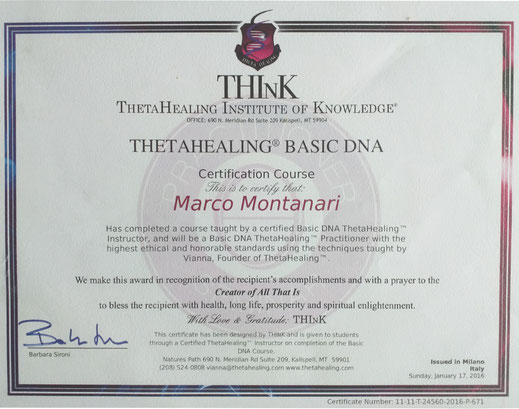 THInK
THETAHEALING INSTITUTE OF KNOWLEDGE®
OFFICE: 690 N. Meridian Rd Suite 209 Kalispell, MT 59904
THETAHEALING® BASIC DNA
Certification Course
This is to certify that:
Marco Montanari
Has completed a course taught by a certified Basic DNA ThetaHealing™
Instructor, and will be a Basic DNA ThetaHealing™ Practitioner with the
highest ethical and honorable standards using the techniques taught by
Vianna, Founder of ThetaHealing™.
We make this award in recognition of the recipient's accomplishments and with a prayer to the
Creator of All That Is
to bless the recipient with health, long life, prosperity and spiritual enlightenment.
With Love & Gratitude: THInK
Barbara Sironi
This certificate has been designed by THInK and is given to students
through a Certified ThetaHealing™ Instructor on completion of the Basic
DNA Course.
Natures Path 690 N. Meridian Rd Suite 209, Kalispell, MT 59901
(208) 524 0808 vianna@thetahealing.com www.thetahealing.com
Issued in Milano
Italy
Sunday, January 17, 2016
Certificate Number: 11-11-T-24560-2016-P-671